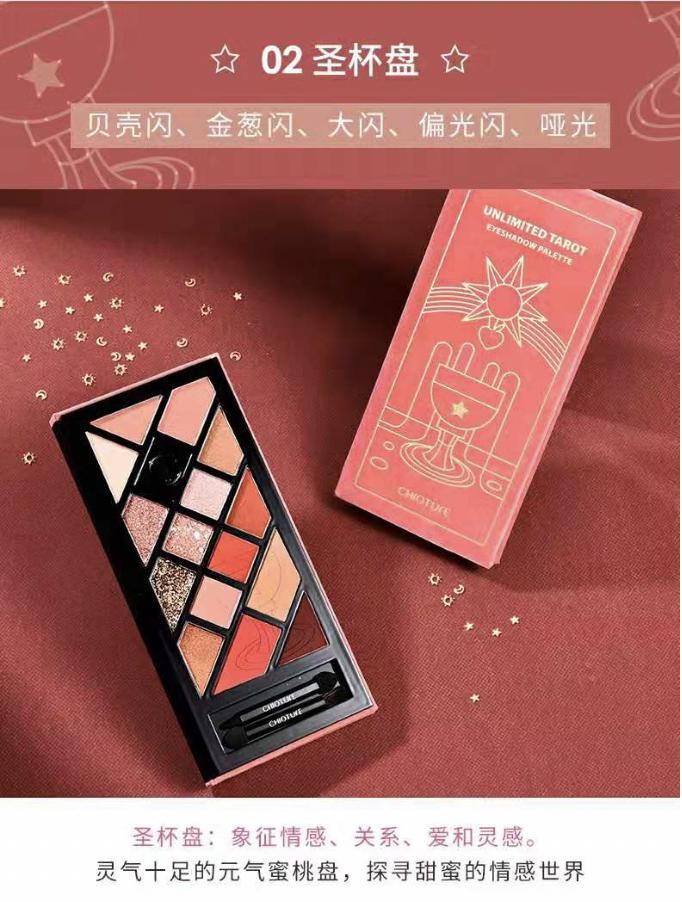 ☆ 02 圣杯盘 ☆
贝壳闪、金葱闪、大闪、偏光闪、哑光
UNLIMITED TAROT
EYESHADOW PALETTE
CHIOTURE
CHIOTURE
CHIOTURE
圣杯盘：象征情感、关系、爱和灵感。
灵气十足的元气蜜桃盘，探寻甜蜜的情感世界